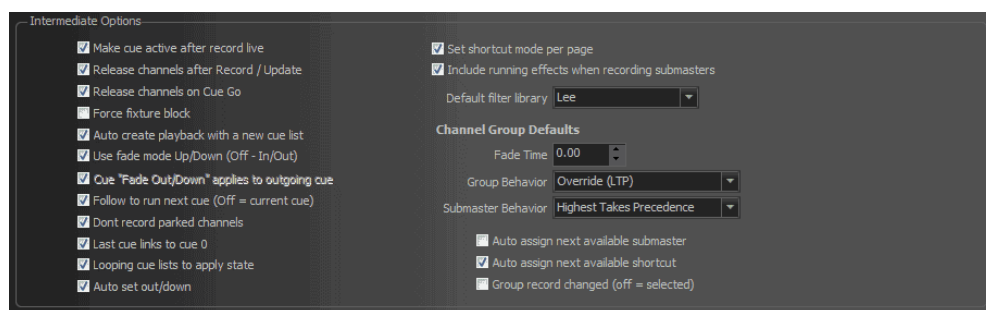 Intermediate Options
Make cue active after record live
Release channels after Record / Update
Release channels on Cue Go
Force fixture block
Auto create playback with a new cue list
Use fade mode Up/Down (Off - In/Out)
Cue "Fade Out/Down" applies to outgoing cue
Follow to run next cue (Off = current cue)
Dont record parked channels
Last cue links to cue 0
Looping cue lists to apply state
Auto set out/down
Set shortcut mode per page
Include running effects when recording submasters
Default filter library Lee
Channel Group Defaults
Fade Time 0.00
Group Behavior Override (LTP)
Submaster Behavior Highest Takes Precedence
Auto assign next available submaster
Auto assign next available shortcut
Group record changed (off = selected)